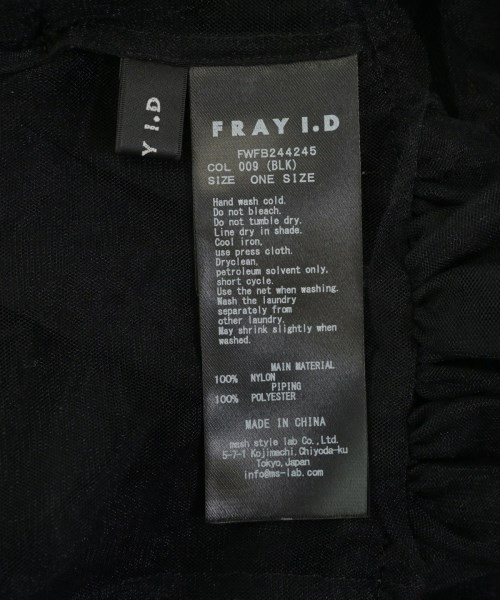 Y I.D
FRAY I.D
FWFB244245
COL 009 (BLK)
SIZE ONE SIZE
Hand wash cold.
Do not bleach.
Do not tumble dry.
Line dry in shade.
Cool iron,
use press cloth.
Dryclean,
petroleum solvent only,
short cycle.
Use the net when washing.
Wash the laundry
separately from
other laundry.
May shrink slightly when
washed.
MAIN MATERIAL
100% NYLON
PIPING
100% POLYESTER
MADE IN CHINA
mash style lab Co.,Ltd.
5-7-1 Kojimachi,Chiyoda-ku
Tokyo,Japan
info@ms-lab.com